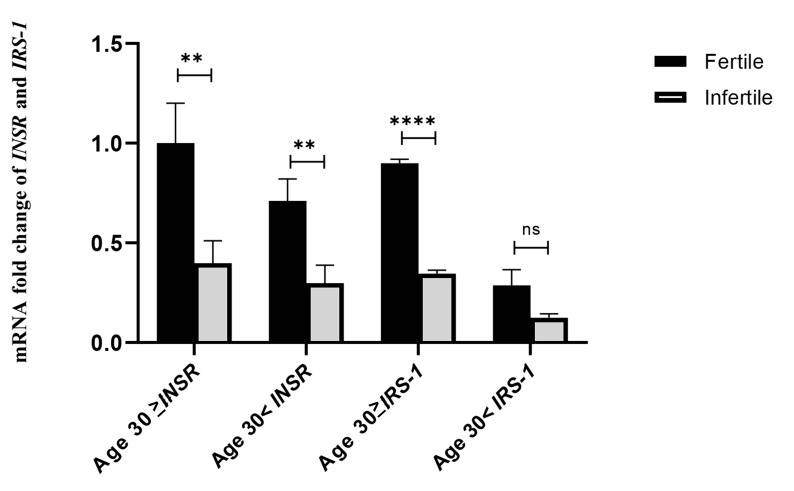 mRNA fold change of INSR and IRS-1
1.5
1.0
0.5
0.0
**
**
****
ns
Fertile
Infertile
Age 30 ≥INSR
Age 30< INSR
Age 30≥IRS-1
Age 30< IRS-1